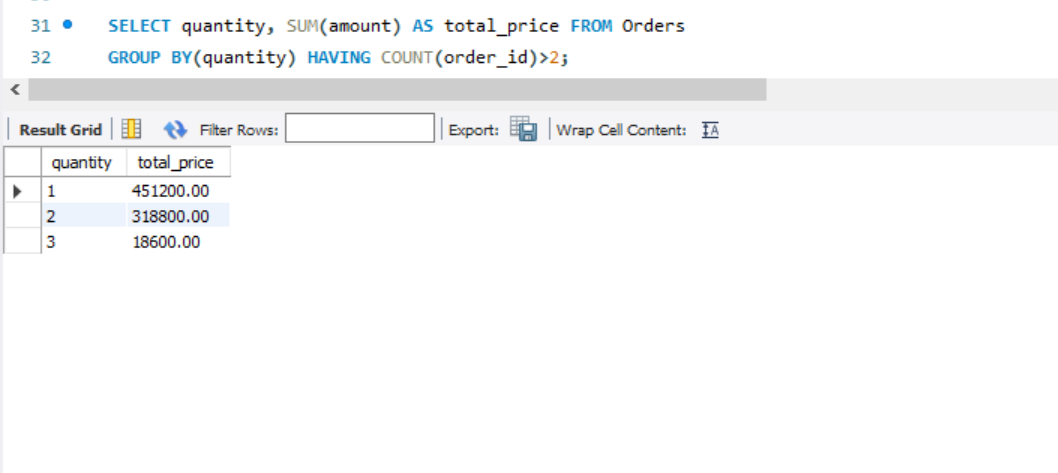 31 SELECT quantity, SUM(amount) AS total_price FROM Orders
32 GROUP BY(quantity) HAVING COUNT(order_id)>2;
Result Grid Filter Rows: Export: Wrap Cell Content: IA
quantity total_price
1 451200.00
2 318800.00
3 18600.00